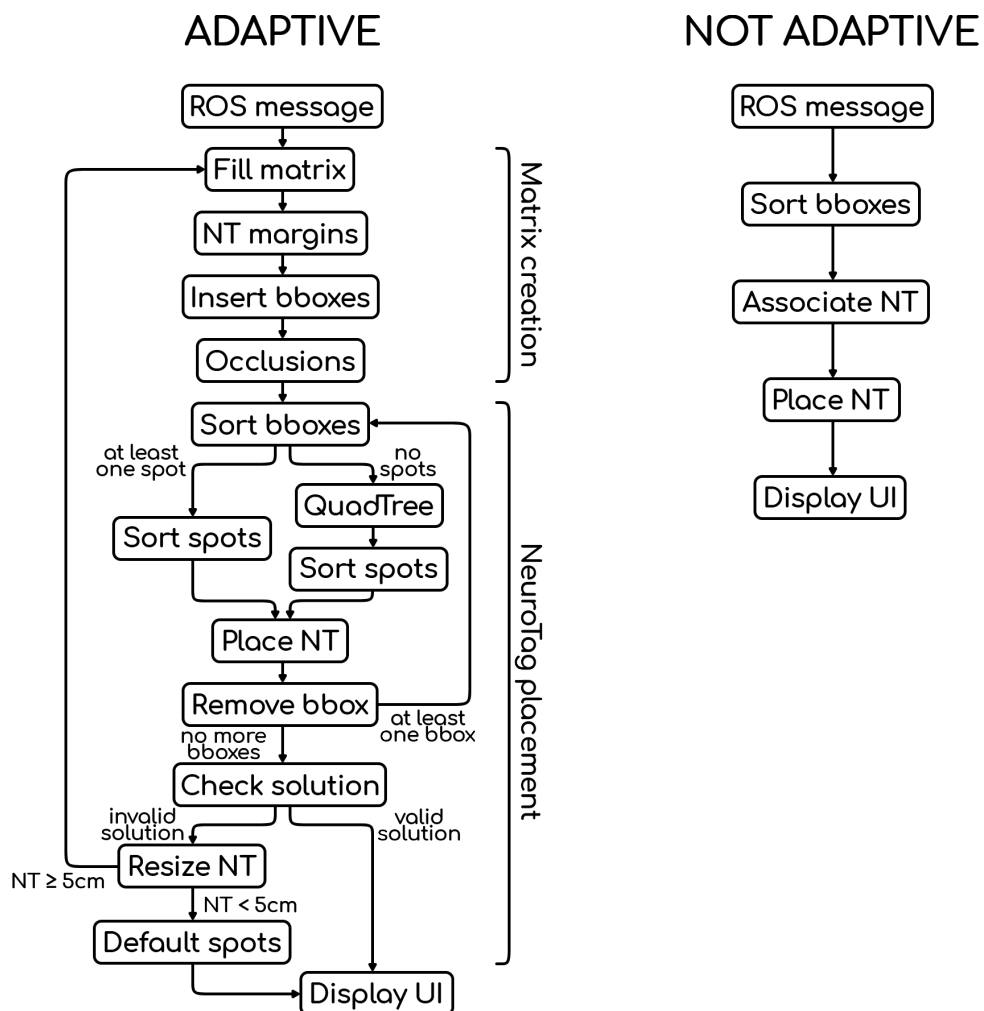 ADAPTIVE
ROS message
Fill matrix
NT margins
Insert bboxes
Occlusions
Matrix creation
Sort bboxes
at least
one spot
no
spots
QuadTree
Sort spots
Sort spots
Place NT
Remove bbox
at least
one bbox
no more
bboxes
Check solution
invalid
solution
valid
solution
Resize NT
NT ≥ 5cm
NT < 5cm
Default spots
Display UI
NeuroTag placement
NOT ADAPTIVE
ROS message
Sort bboxes
Associate NT
Place NT
Display UI